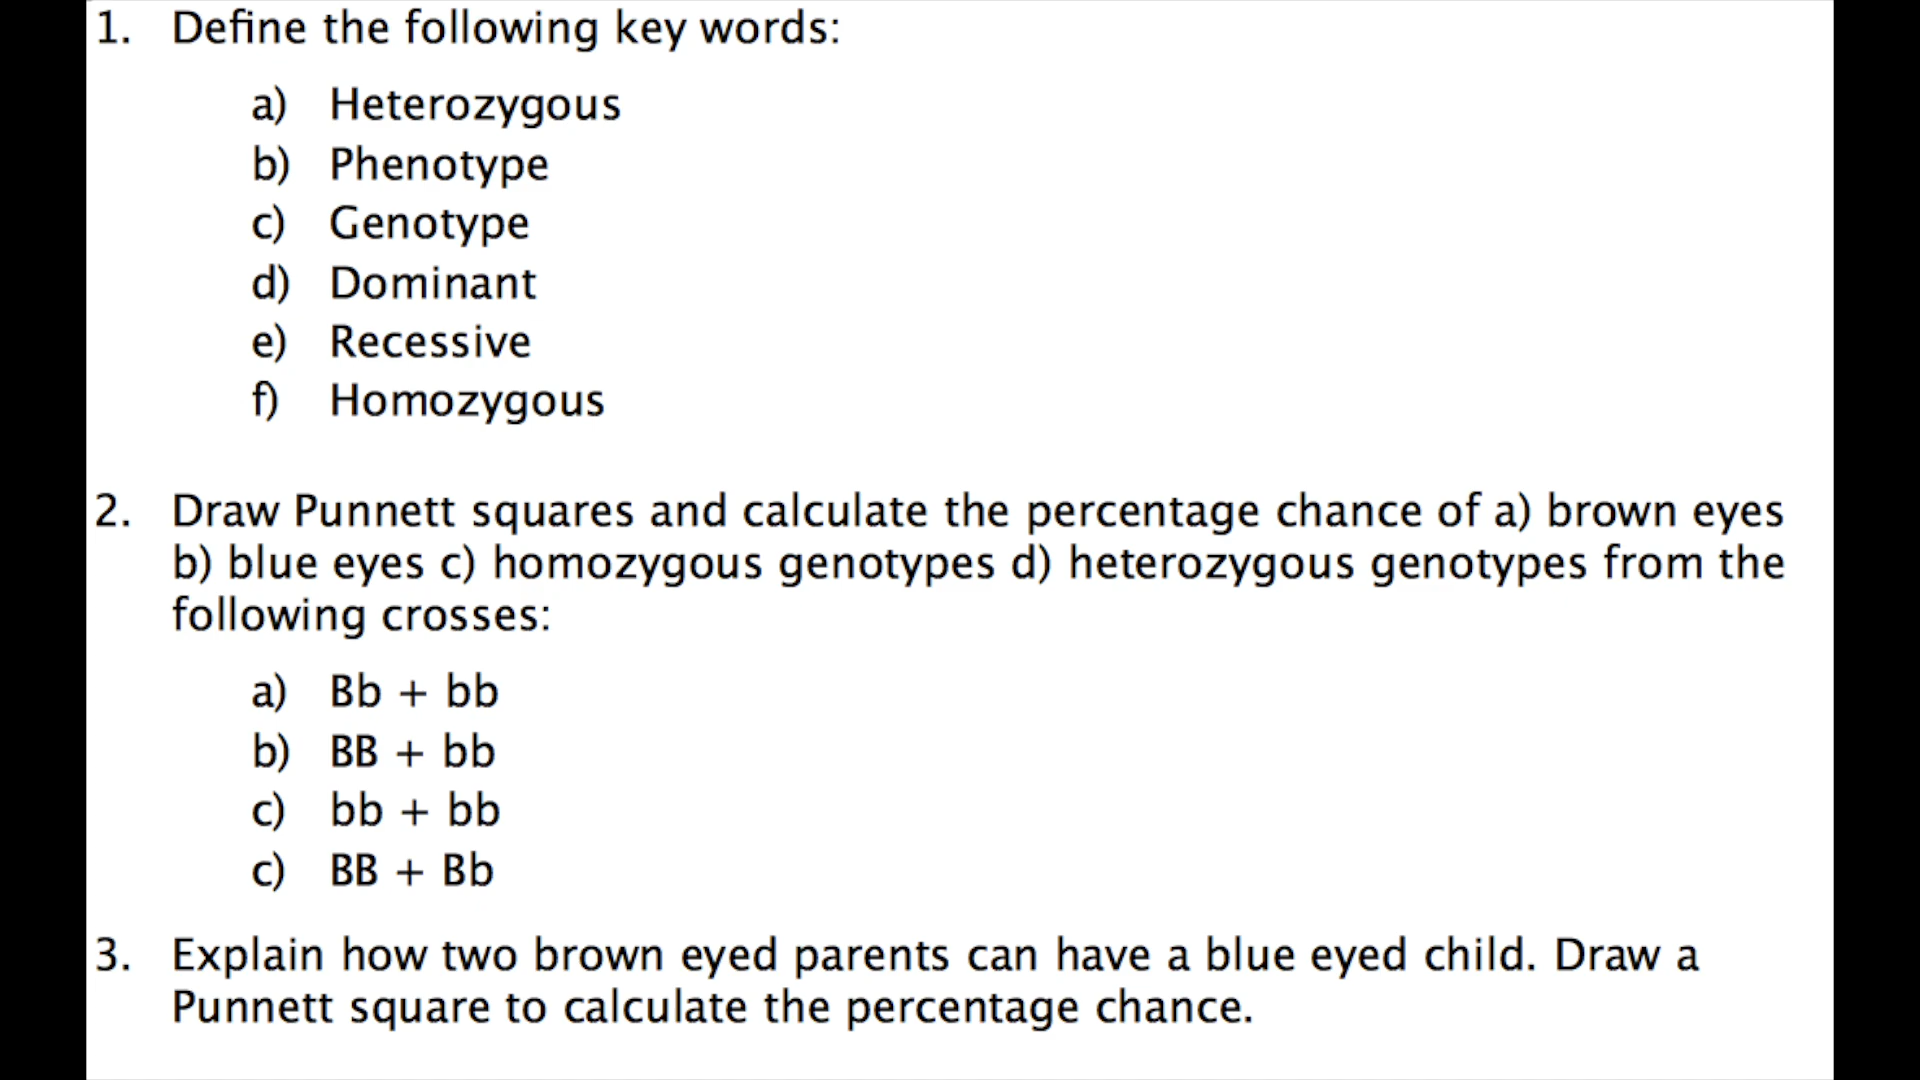 1. Define the following key words:
a) Heterozygous
b) Phenotype
c) Genotype
d) Dominant
e) Recessive
f) Homozygous
2. Draw Punnett squares and calculate the percentage chance of a) brown eyes
b) blue eyes c) homozygous genotypes d) heterozygous genotypes from the
following crosses:
a) Bb + bb
b) BB + bb
c) bb + bb
c) BB + Bb
3. Explain how two brown eyed parents can have a blue eyed child. Draw a
Punnett square to calculate the percentage chance.